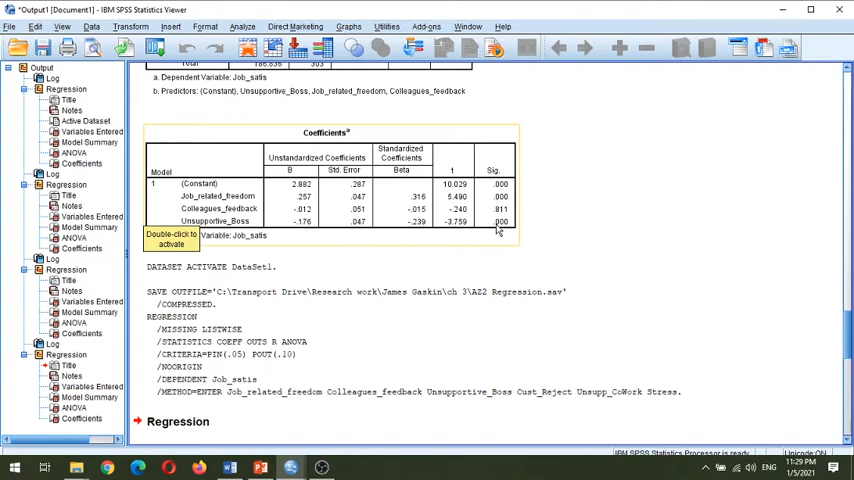 *Output1 [Document1] - IBM SPSS Statistics Viewer
File Edit View Data Transform Insert Format Analyze Direct Marketing Graphs Utilities Add-ons Window Help
Output
Log
Regression
Title
Notes
Active Dataset
Variables Entered
Model Summary
ANOVA
Coefficients
Log
Regression
Title
Notes
Variables Entered
Model Summary
ANOVA
Coefficients
Log
Regression
Title
Notes
Variables Entered
Model Summary
ANOVA
Coefficients
Log
Regression
Title
Notes
Variables Entered
Model Summary
ANOVA
Coefficients
Total 186.836 303
a. Dependent Variable: Job_satis
b. Predictors: (Constant), Unsupportive_Boss, Job_related_freedom, Colleagues_feedback
Coefficientsa
Model Unstandardized Coefficients Standardized Coefficients t Sig.
B Std. Error Beta
1 (Constant) 2.882 .287 10.029 .000
Job_related_freedom .257 .047 .316 5.490 .000
Colleagues_feedback -.012 .051 -.015 -.240 .811
Unsupportive_Boss -.176 .047 -.239 -3.759 .000
Double-click to
activate
Variable: Job_satis
DATASET ACTIVATE DataSet1.
SAVE OUTFILE='C:\Transport Drive\Research work\James Gaskin\ch 3\AZ2 Regression.sav'
/COMPRESSED.
REGRESSION
/MISSING LISTWISE
/STATISTICS COEFF OUTS R ANOVA
/CRITERIA=PIN(.05) POUT(.10)
/NOORIGIN
/DEPENDENT Job_satis
/METHOD=ENTER Job_related_freedom Colleagues_feedback Unsupportive_Boss Cust_Reject Unsupp_CoWork Stress.
Regression
IBM SPSS Statistics Processor is ready
Unicode:ON
ENG
11:29 PM
1/5/2021